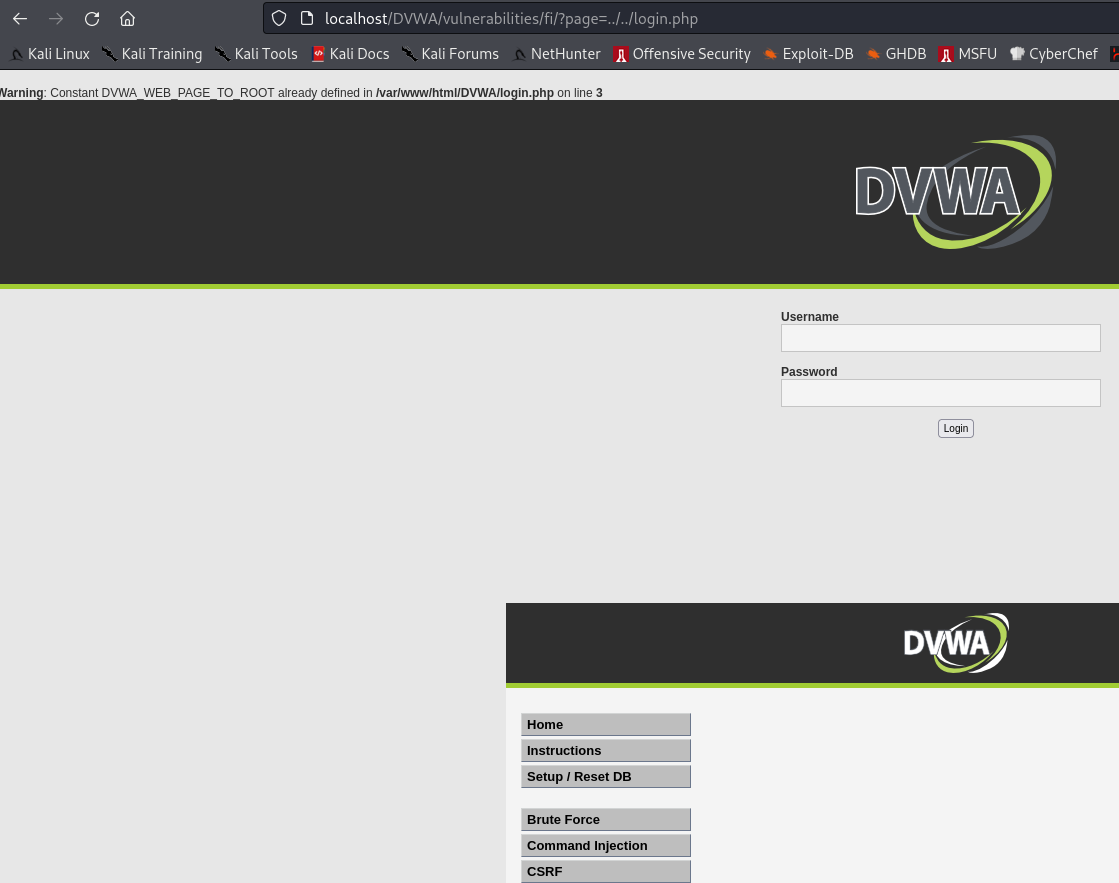 localhost/DVWA/vulnerabilities/fi/?page=../../login.php
Kali Linux Kali Training Kali Tools Kali Docs Kali Forums NetHunter Offensive Security Exploit-DB GHDB MSFU CyberChef
Warning: Constant DVWA_WEB_PAGE_TO_ROOT already defined in /var/www/html/DVWA/login.php on line 3
DVWA
Username
Password
Login
DVWA
Home
Instructions
Setup / Reset DB
Brute Force
Command Injection
CSRF